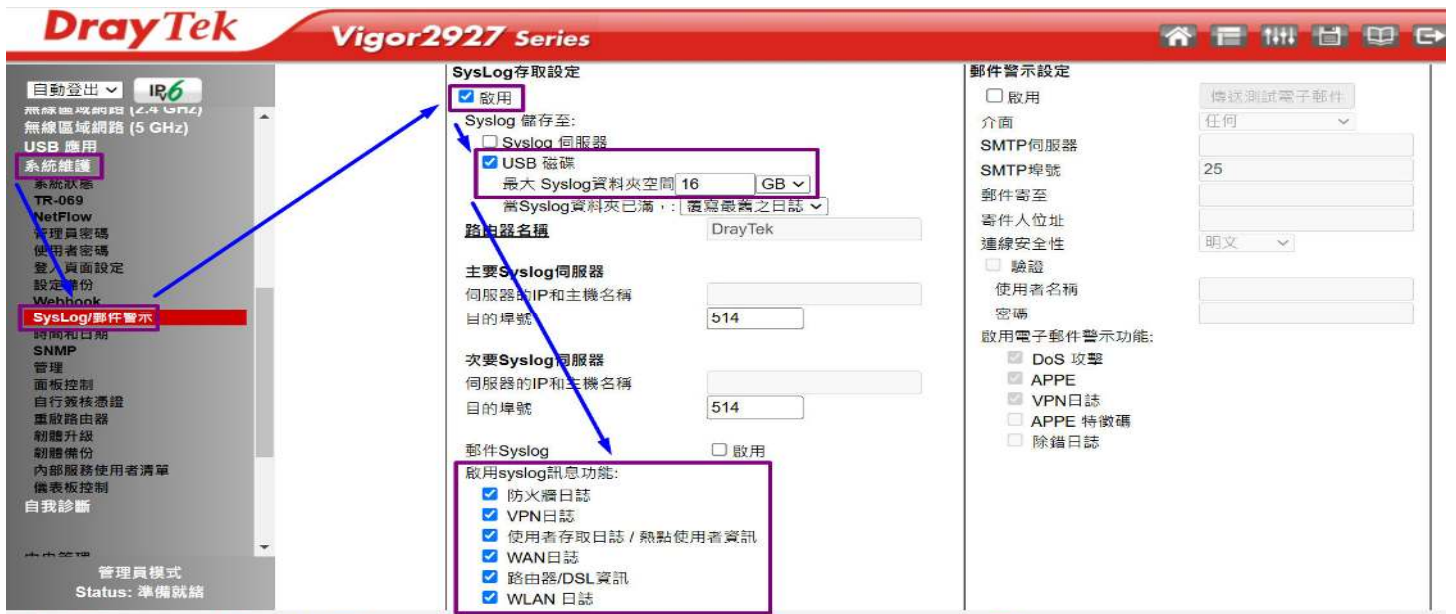 DrayTek
Vigor2927 Series
自動登出
IPv6
無線區域網路 (2.4 GHz)
無線區域網路 (5 GHz)
USB 應用
系統維護
系統狀態
TR-069
NetFlow
管理員密碼
使用者密碼
登入頁面設定
設定備份
Webhook
SysLog/郵件警示
時間和日期
SNMP
管理
面板控制
自行簽核憑證
重啟路由器
韌體升級
韌體備份
內部服務使用者清單
儀表板控制
自我診斷
管理員模式
Status: 準備就緒
SysLog存取設定
啟用
Syslog 儲存至:
Syslog 伺服器
USB 磁碟
最大 Syslog資料夾空間 16 GB
當Syslog資料夾已滿，: 覆寫最舊之日誌
路由器名稱 DrayTek
主要Syslog伺服器
伺服器的IP和主機名稱
目的埠號 514
次要Syslog伺服器
伺服器的IP和主機名稱
目的埠號 514
郵件Syslog 啟用
啟用syslog訊息功能:
防火牆日誌
VPN日誌
使用者存取日誌 / 熱點使用者資訊
WAN日誌
路由器/DSL資訊
WLAN 日誌
郵件警示設定
啟用 傳送測試電子郵件
介面 任何
SMTP伺服器
SMTP埠號 25
郵件寄至
寄件人位址
連線安全性 明文
驗證
使用者名稱
密碼
啟用電子郵件警示功能:
DoS 攻擊
APPE
VPN日誌
APPE 特徵碼
除錯日誌